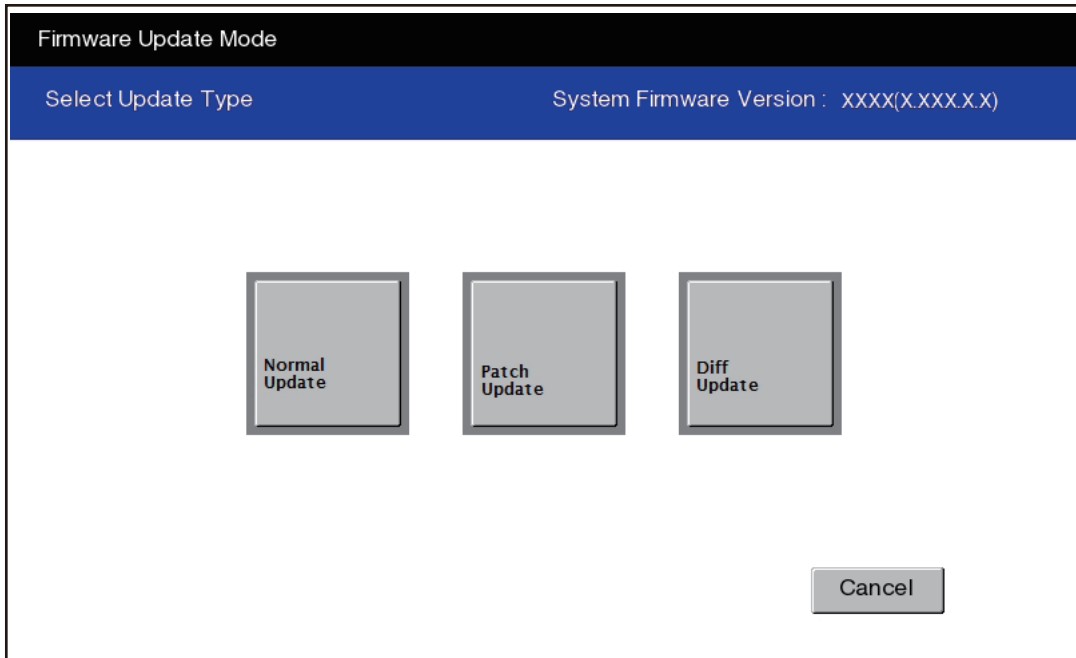 Firmware Update Mode
Select Update Type
System Firmware Version : XXXX(X.XXX.X.X)
Normal
Update
Patch
Update
Diff
Update
Cancel